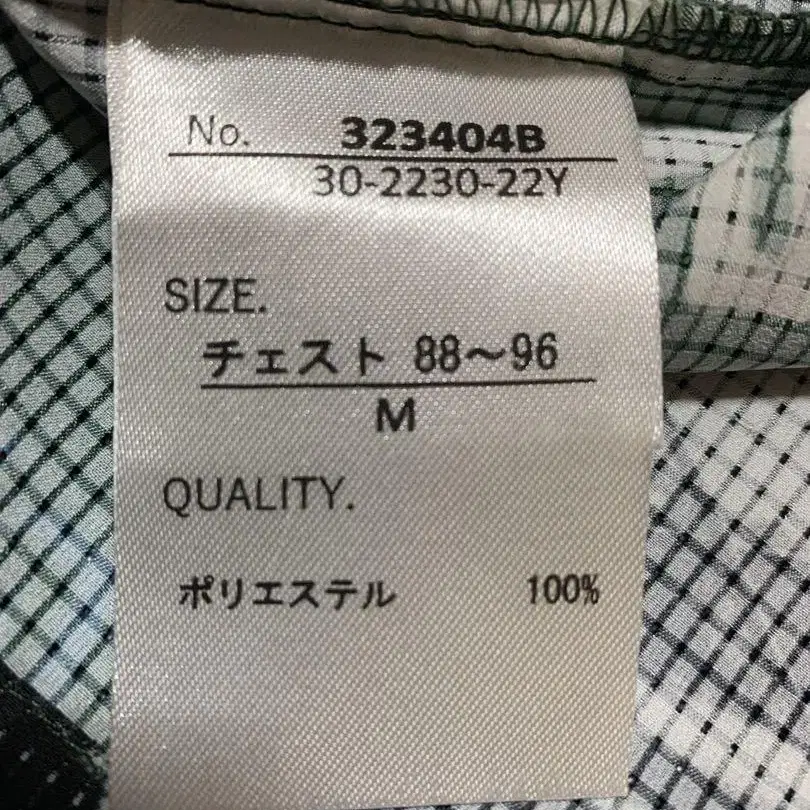 No. 323404B
30-2230-22Y
SIZE.
チェスト 88～96
M
QUALITY.
ポリエステル 100%